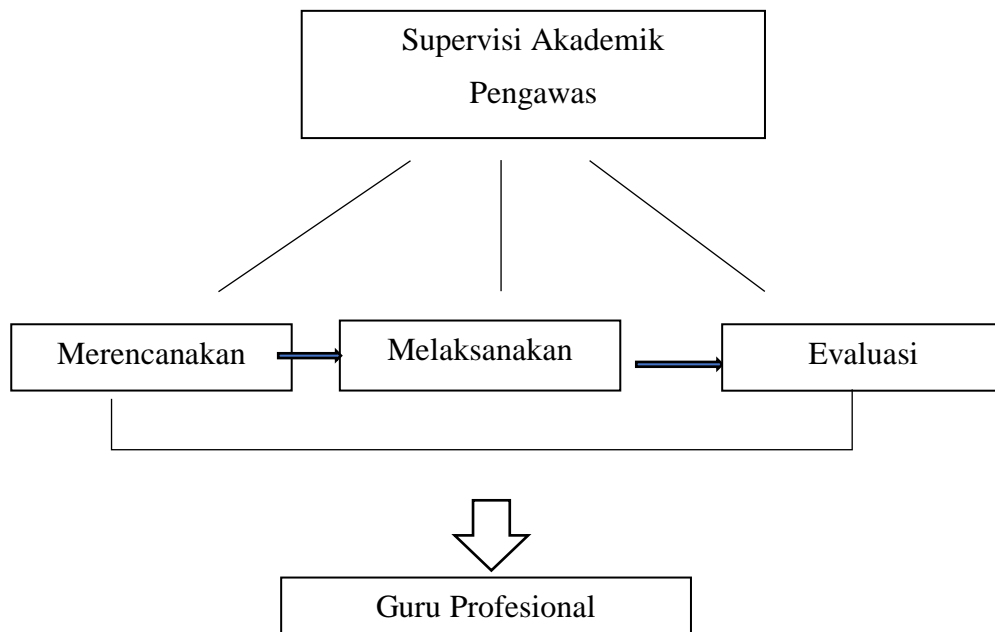 Supervisi Akademik
Pengawas
Merencanakan
Melaksanakan
Evaluasi
Guru Profesional